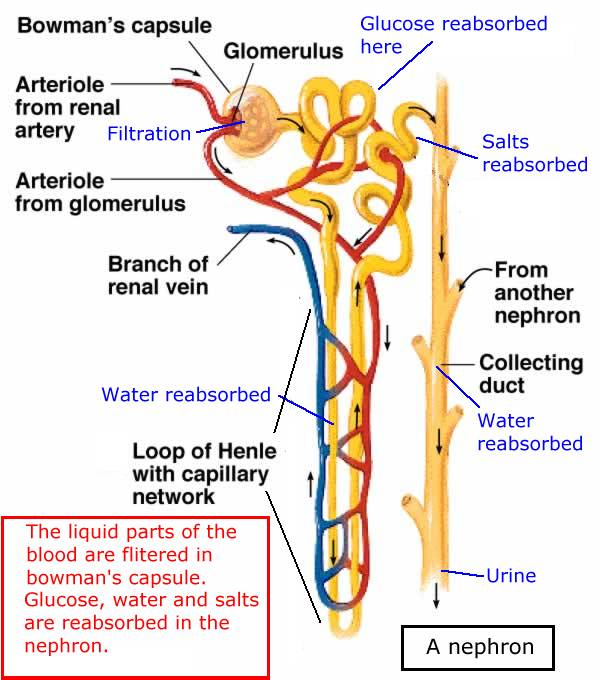 Bowman's capsule
Glucose reabsorbed
here
Glomerulus
Arteriole
from renal
artery
Filtration
Salts
reabsorbed
Arteriole
from glomerulus
Branch of
renal vein
From
another
nephron
Collecting
duct
Water reabsorbed
Water
reabsorbed
Loop of Henle
with capillary
network
The liquid parts of the
blood are flitered in
bowman's capsule.
Glucose, water and salts
are reabsorbed in the
nephron.
Urine
A nephron